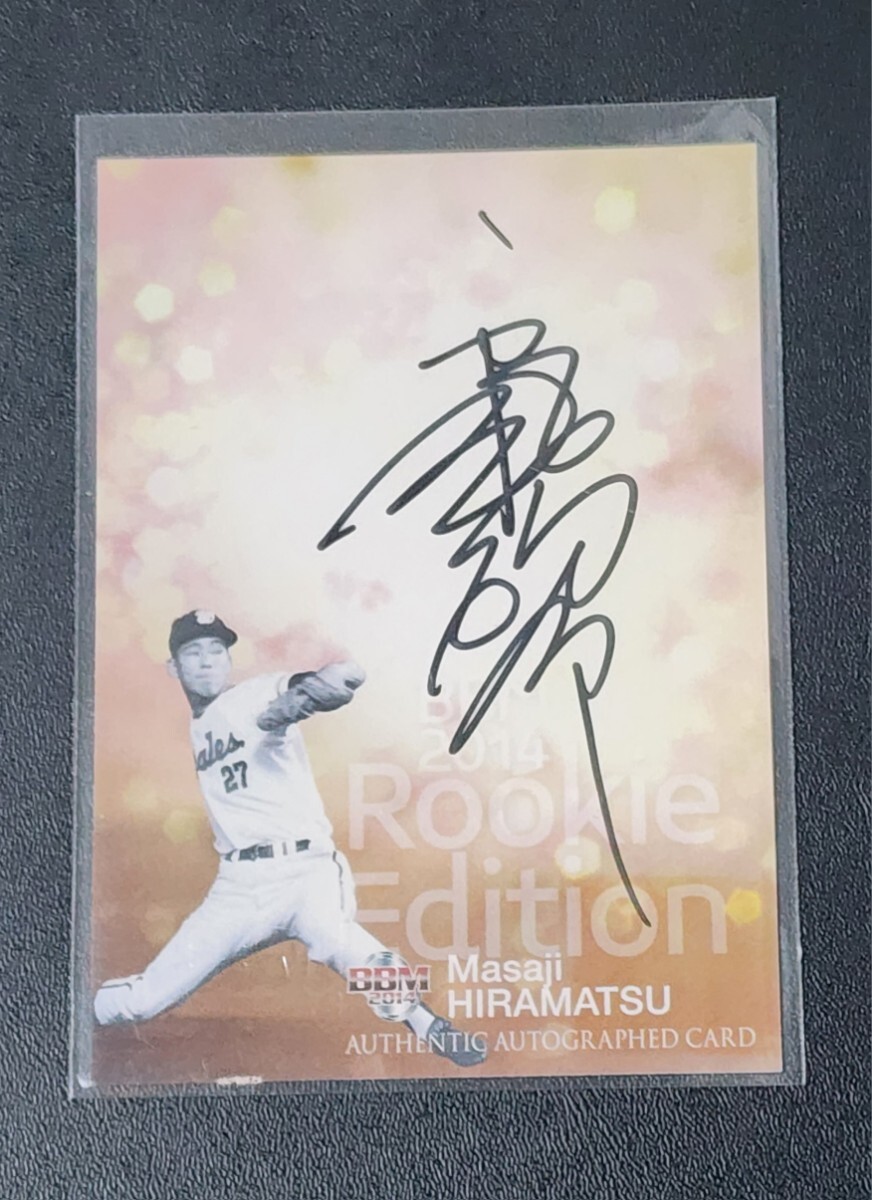 BBM
2014
Rookie
Edition
ales.
27
BBM
2014
Masaji
HIRAMATSU
AUTHENTIC AUTOGRAPHED CARD